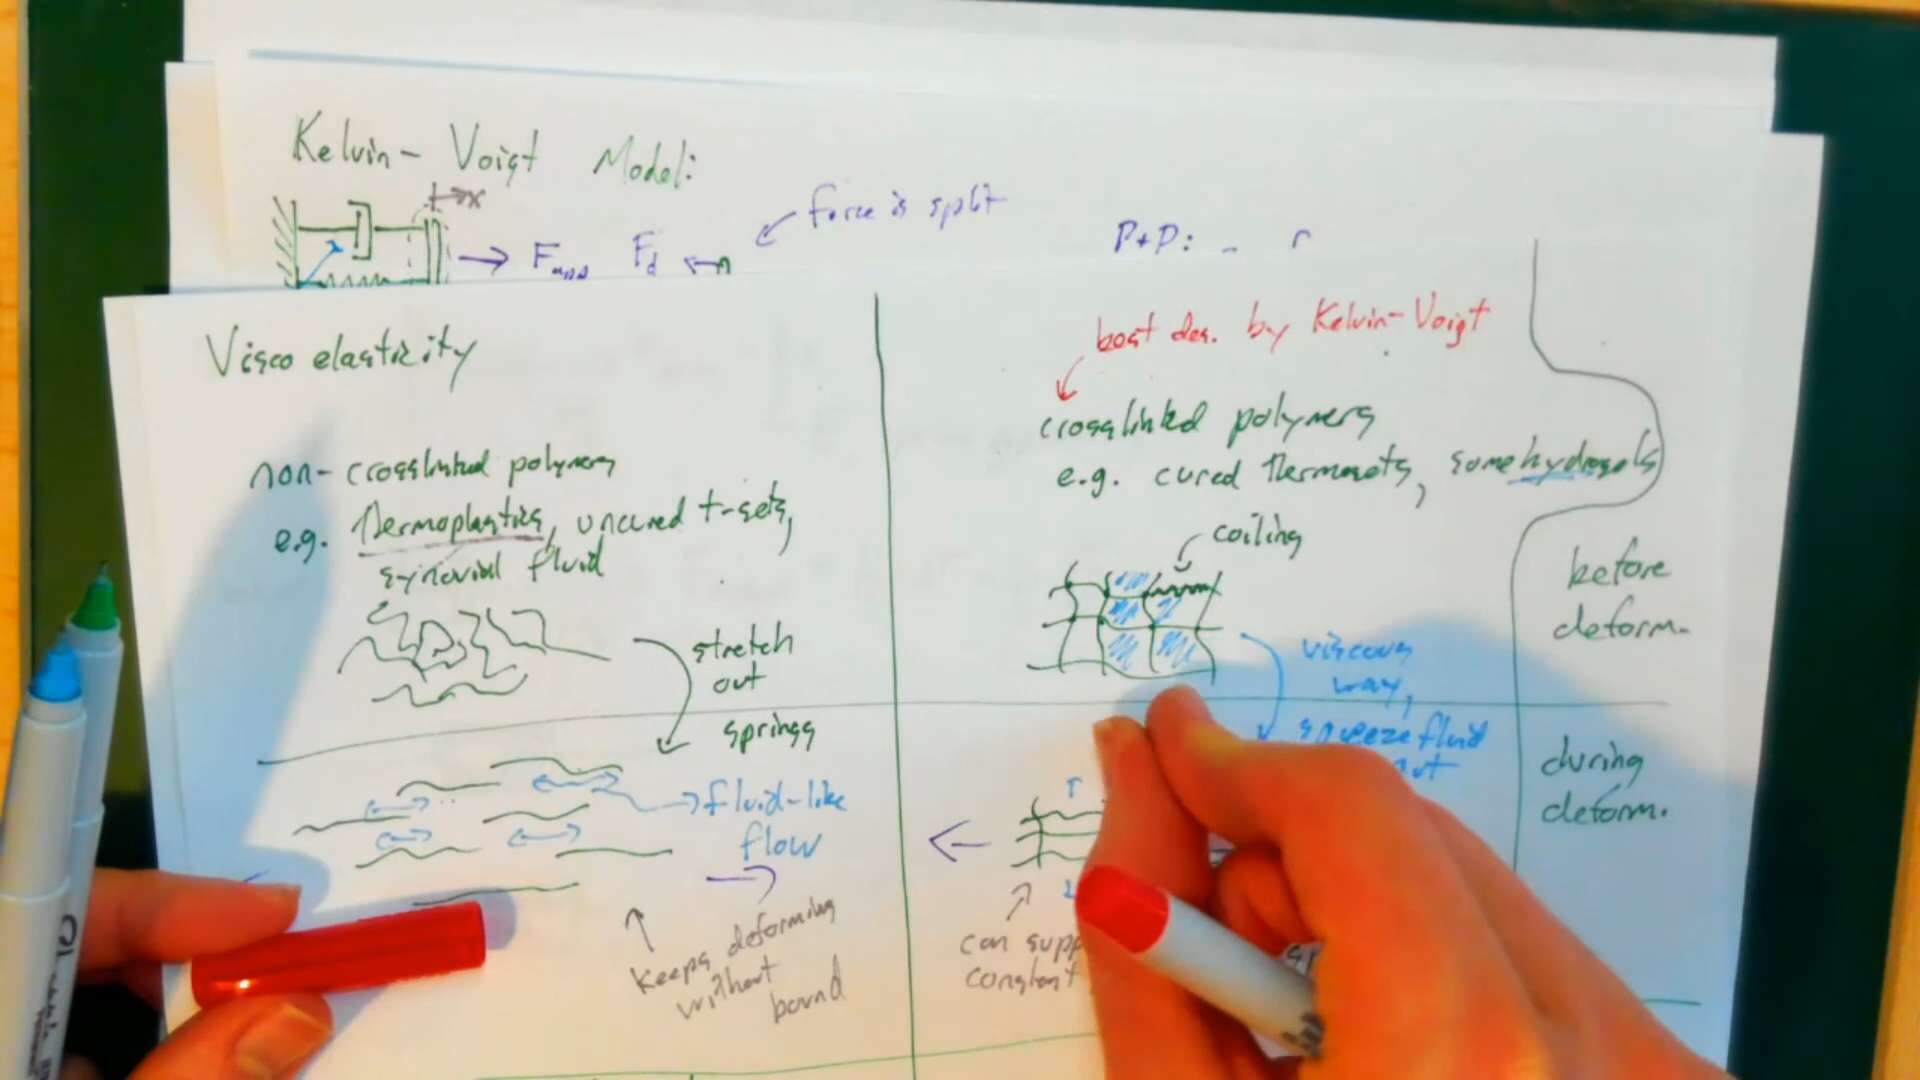 Kelvin-Voigt Model:
x
force is split
F
Fd
P+P:
best des. by Kelvin-Voigt
Visco elasticity
crosslinked polymers
e.g. cured thermosets, some hydrogels
non-crosslinked polymers
e.g. thermoplastics, uncured t-sets,
synovial fluid
coiling
before
deform.
stretch
out
springs
viscous
way,
squeeze fluid
out
during
deform.
fluid-like
flow
keeps deforming
without
bound
can supp
constant